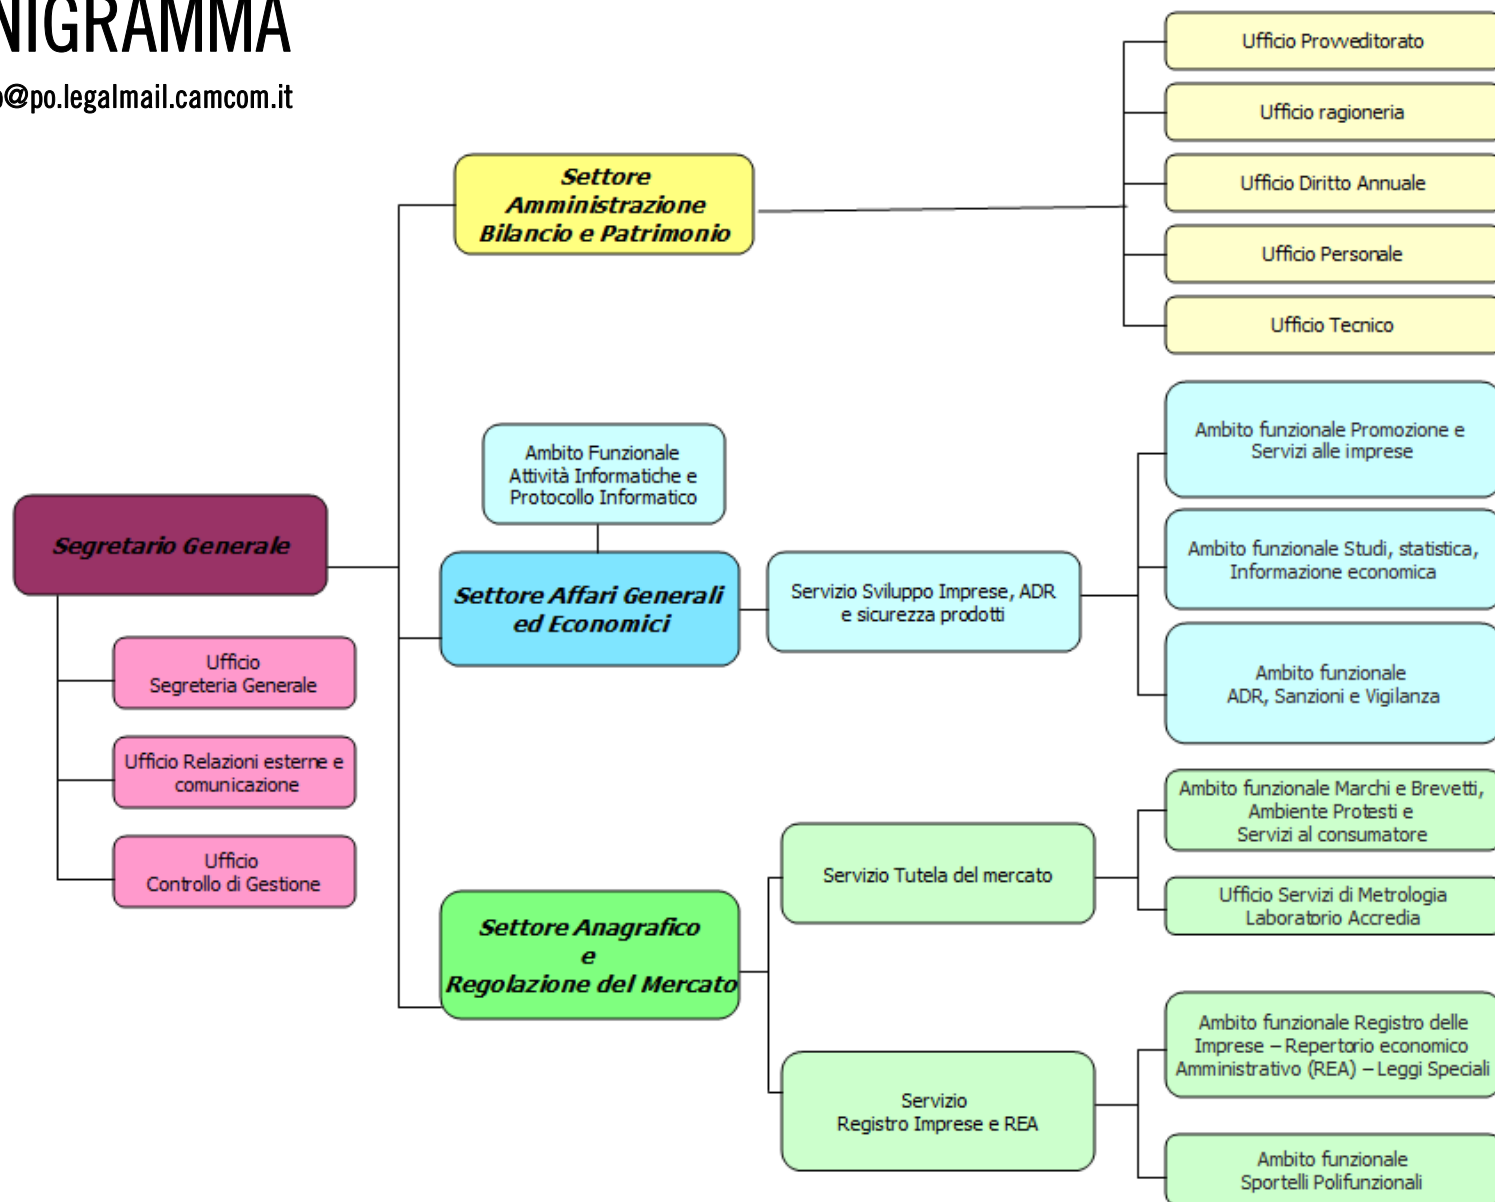 NIGRAMMA
@po.legalmail.camcom.it
Ufficio Provveditorato
Ufficio ragioneria
Ufficio Diritto Annuale
Ufficio Personale
Ufficio Tecnico
Settore
Amministrazione
Bilancio e Patrimonio
Ambito Funzionale
Attività Informatiche e
Protocollo Informatico
Segretario Generale
Settore Affari Generali
ed Economici
Servizio Sviluppo Imprese, ADR
e sicurezza prodotti
Ambito funzionale Promozione e
Servizi alle imprese
Ambito funzionale Studi, statistica,
Informazione economica
Ambito funzionale
ADR, Sanzioni e Vigilanza
Ufficio
Segreteria Generale
Ufficio Relazioni esterne e
comunicazione
Ufficio
Controllo di Gestione
Settore Anagrafico
e
Regolazione del Mercato
Servizio Tutela del mercato
Ambito funzionale Marchi e Brevetti,
Ambiente Protesti e
Servizi al consumatore
Ufficio Servizi di Metrologia
Laboratorio Accredia
Servizio
Registro Imprese e REA
Ambito funzionale Registro delle
Imprese – Repertorio economico
Amministrativo (REA) – Leggi Speciali
Ambito funzionale
Sportelli Polifunzionali